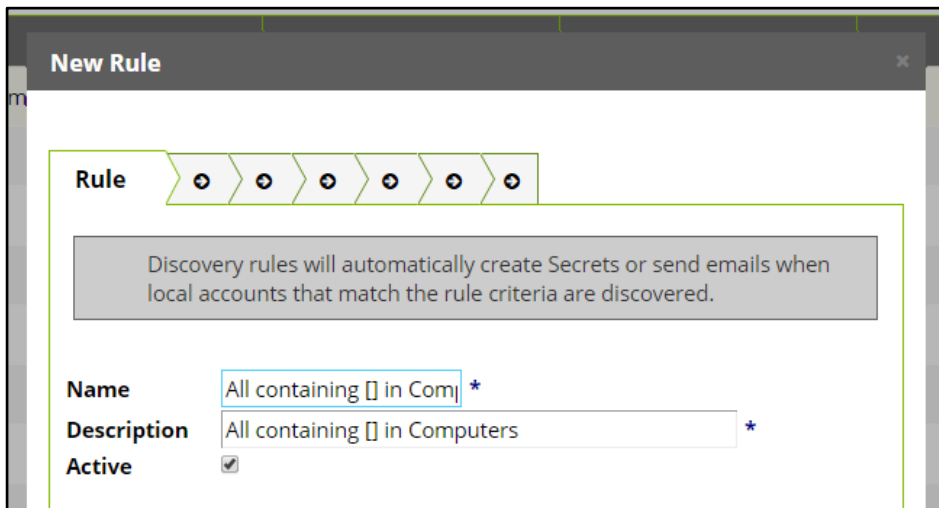 New Rule
m
Rule
Discovery rules will automatically create Secrets or send emails when
local accounts that match the rule criteria are discovered.
Name All containing [] in Comp *
Description All containing [] in Computers *
Active